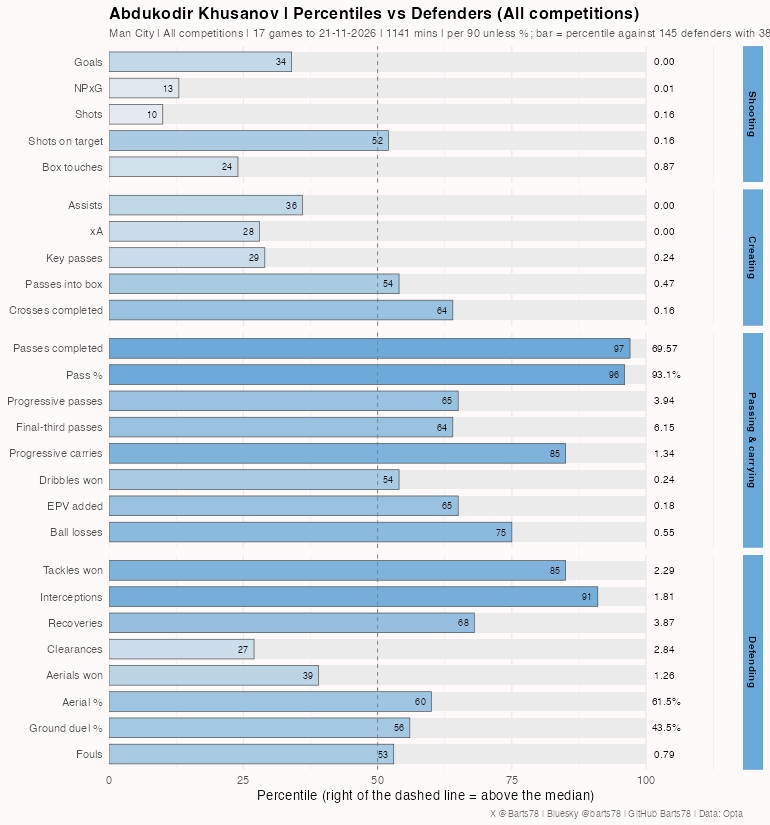 Abdukodir Khusanov | Percentiles vs Defenders (All competitions)
Man City | All competitions | 17 games to 21-11-2026 | 1141 mins | per 90 unless %; bar = percentile against 145 defenders with 38
Goals 34 0.00
NPxG 13 0.01
Shots 10 0.16
Shots on target 52 0.16
Box touches 24 0.87
Shooting
Assists 36 0.00
xA 28 0.00
Key passes 29 0.24
Passes into box 54 0.47
Crosses completed 64 0.16
Creating
Passes completed 97 69.57
Pass % 96 93.1%
Progressive passes 65 3.94
Final-third passes 64 6.15
Progressive carries 85 1.34
Dribbles won 54 0.24
EPV added 65 0.18
Ball losses 75 0.55
Passing & carrying
Tackles won 85 2.29
Interceptions 91 1.81
Recoveries 68 3.87
Clearances 27 2.84
Aerials won 39 1.26
Aerial % 60 61.5%
Ground duel % 56 43.5%
Fouls 53 0.79
Defending
0 25 50 75 100
Percentile (right of the dashed line = above the median)
X @Barts78 | Bluesky @barts78 | GitHub Barts78 | Data: Opta